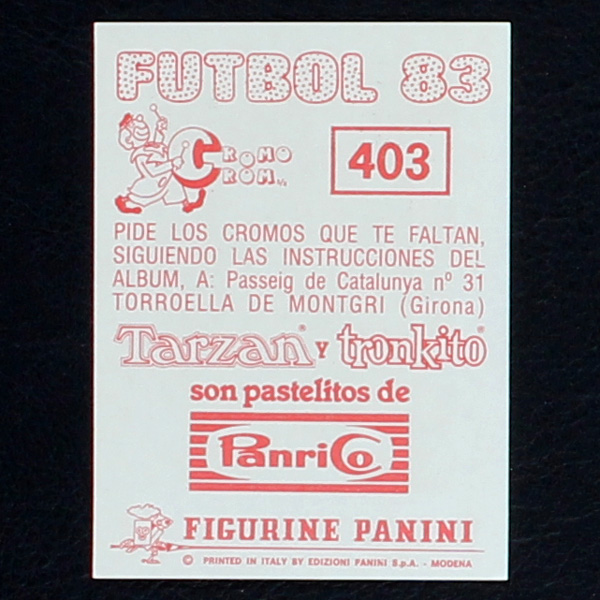 FUTBOL 83
CROMO
CROM S/A
403
PIDE LOS CROMOS QUE TE FALTAN,
SIGUIENDO LAS INSTRUCCIONES DEL
ALBUM, A: Passeig de Catalunya nº 31
TORROELLA DE MONTGRI (Girona)
Tarzan® Y tronkito®
son pastelitos de
PanriCo
FIGURINE PANINI
© PRINTED IN ITALY BY EDIZIONI PANINI S.p.A. - MODENA